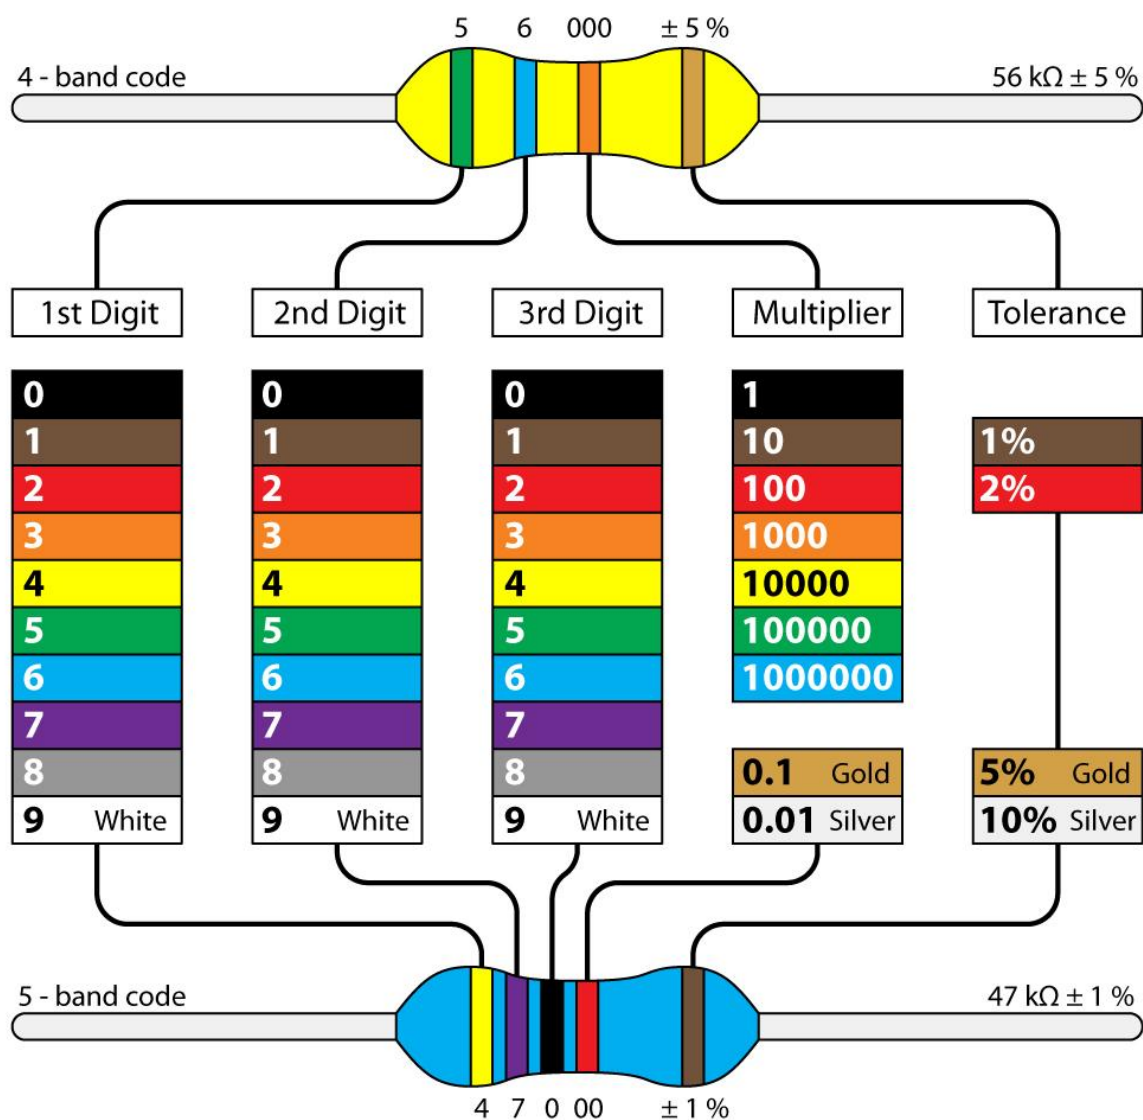 5 6 000 ± 5 %
4 - band code 56 kΩ ± 5 %
1st Digit 2nd Digit 3rd Digit Multiplier Tolerance
0 0 0 1
1 1 1 10 1%
2 2 2 100 2%
3 3 3 1000
4 4 4 10000
5 5 5 100000
6 6 6 1000000
7 7 7
8 8 8 0.1 Gold 5% Gold
9 White 9 White 9 White 0.01 Silver 10% Silver
5 - band code 47 kΩ ± 1 %
4 7 0 00 ± 1 %